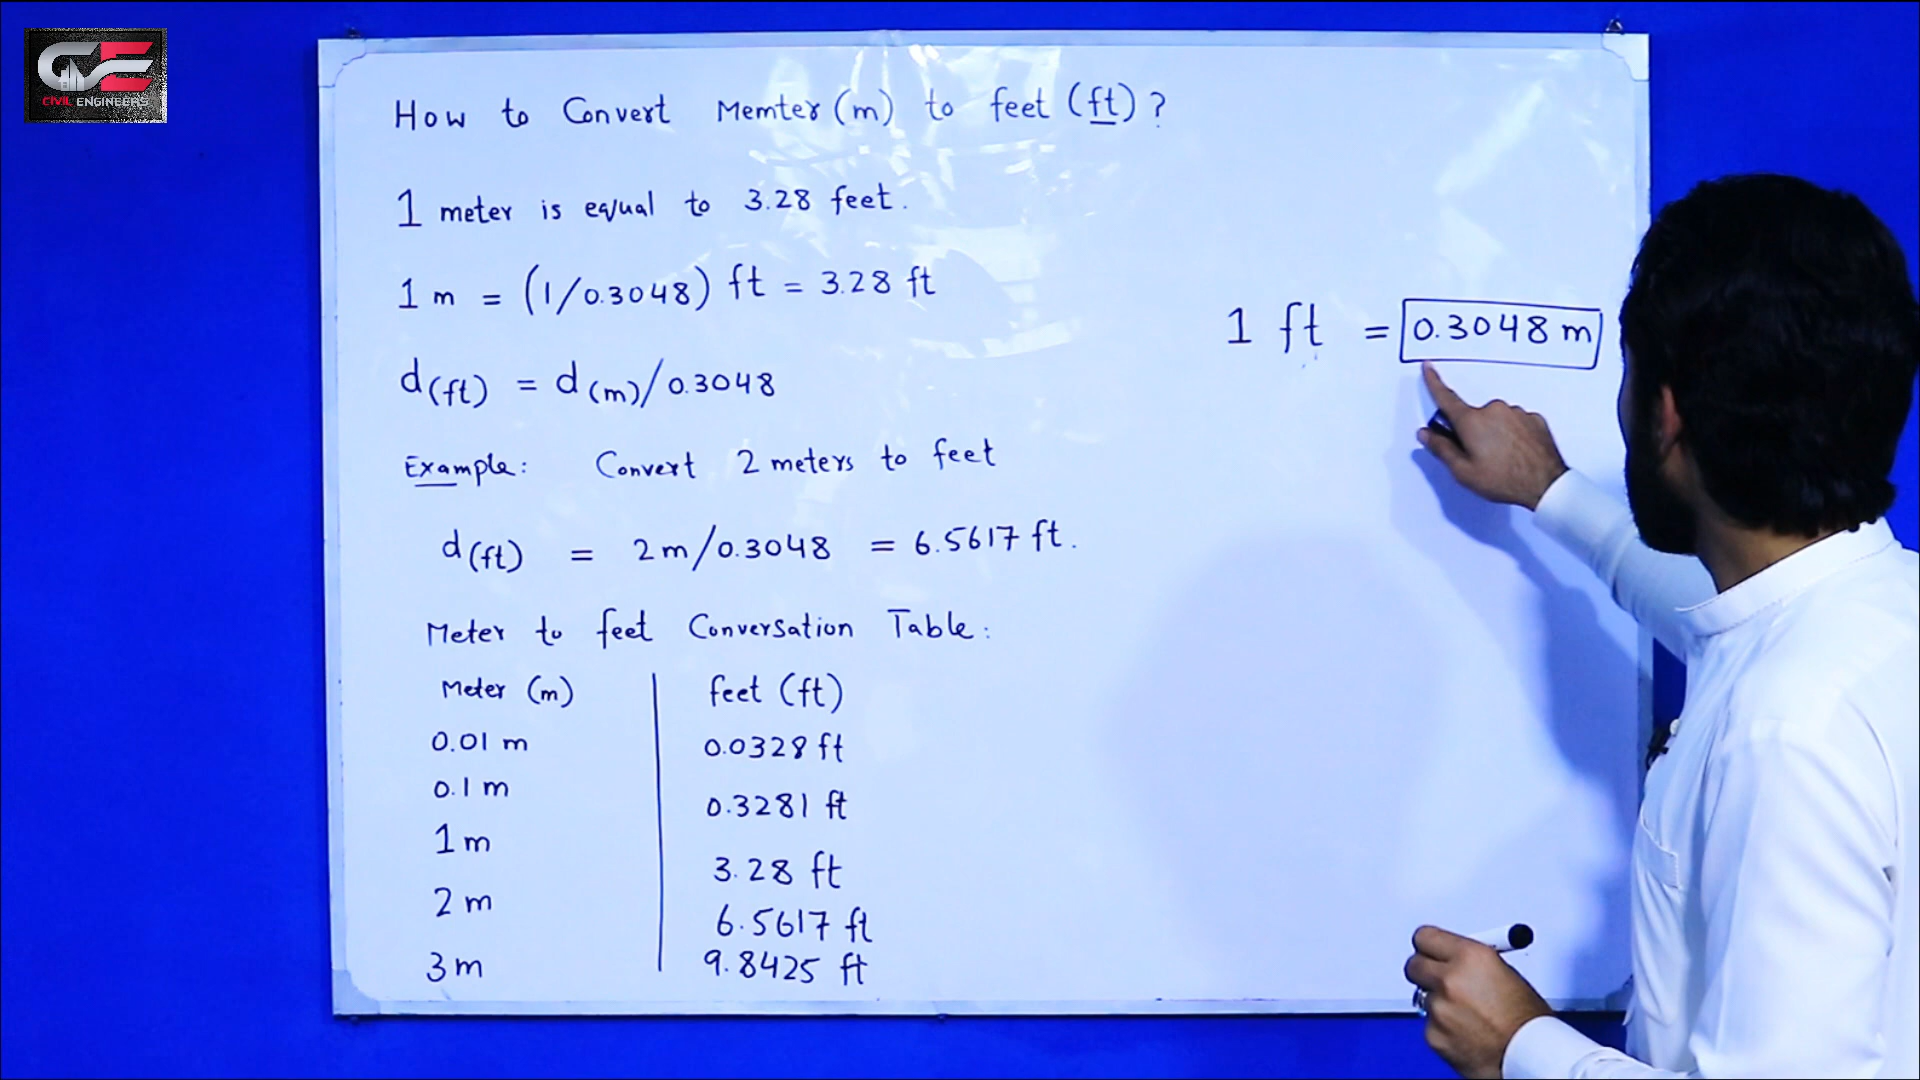 CIVIL ENGINEERS
How to Convert Memter (m) to feet (ft) ?
1 meter is equal to 3.28 feet.
1 m = (1/0.3048) ft = 3.28 ft
1 ft = 0.3048 m
d(ft) = d(m)/0.3048
Example: Convert 2 meters to feet
d(ft) = 2m/0.3048 = 6.5617 ft.
Meter to feet Conversation Table:
Meter (m) feet (ft)
0.01 m 0.0328 ft
0.1 m 0.3281 ft
1 m 3.28 ft
2 m 6.5617 ft
3 m 9.8425 ft